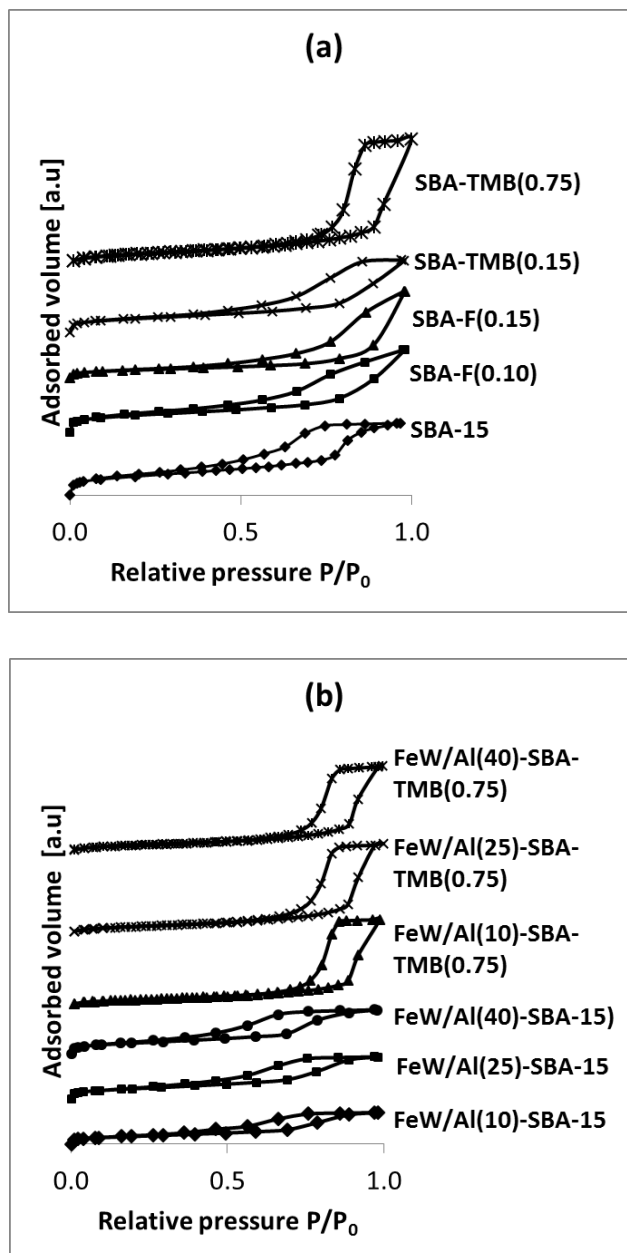 (a)
Adsorbed volume [a.u]
SBA-TMB(0.75)
SBA-TMB(0.15)
SBA-F(0.15)
SBA-F(0.10)
SBA-15
0.0 0.5 1.0
Relative pressure P/P₀
(b)
Adsorbed volume [a.u]
FeW/Al(40)-SBA-
TMB(0.75)
FeW/Al(25)-SBA-
TMB(0.75)
FeW/Al(10)-SBA-
TMB(0.75)
FeW/Al(40)-SBA-15)
FeW/Al(25)-SBA-15
FeW/Al(10)-SBA-15
0.0 0.5 1.0
Relative pressure P/P₀